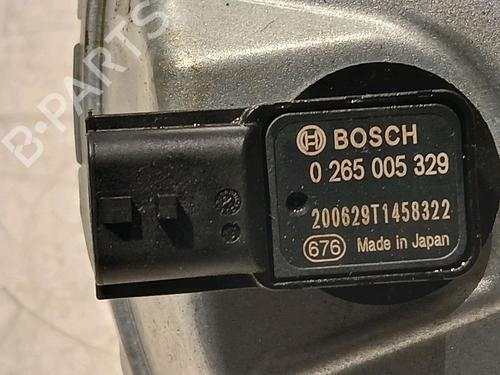 B-PARTS
BOSCH
0 265 005 329
200629T1458322
676 Made in Japan